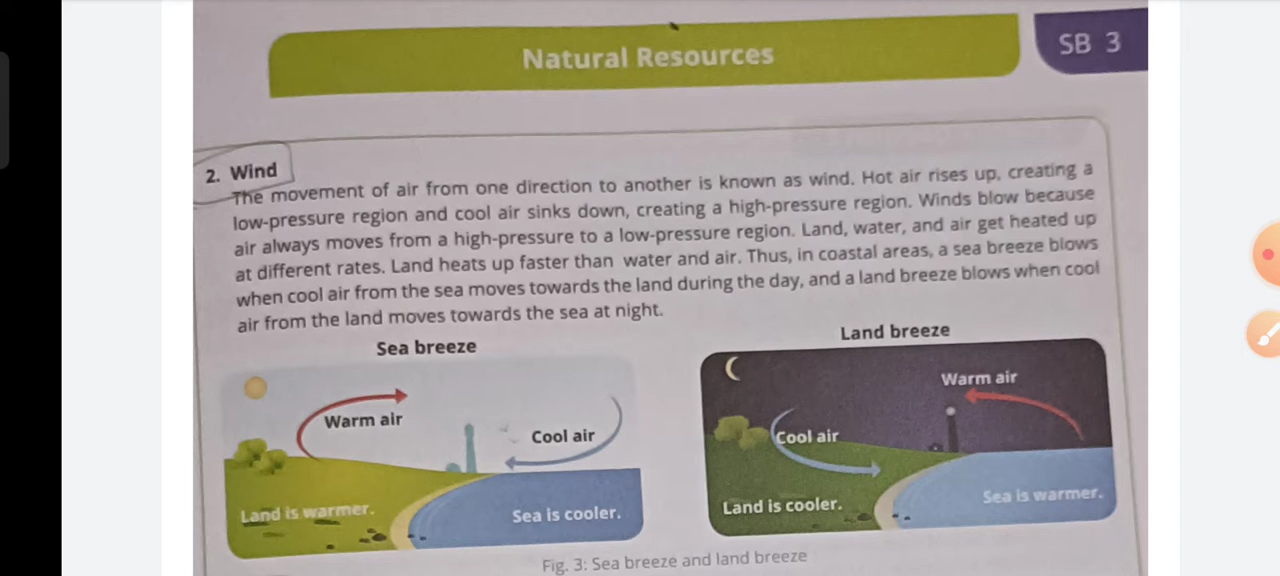 Natural Resources
SB 3
2. Wind
The movement of air from one direction to another is known as wind. Hot air rises up, creating a
low-pressure region and cool air sinks down, creating a high-pressure region. Winds blow because
air always moves from a high-pressure to a low-pressure region. Land, water, and air get heated up
at different rates. Land heats up faster than water and air. Thus, in coastal areas, a sea breeze blows
when cool air from the sea moves towards the land during the day, and a land breeze blows when cool
air from the land moves towards the sea at night.
Sea breeze
Warm air
Cool air
Land is warmer.
Sea is cooler.
Land breeze
Warm air
Cool air
Land is cooler.
Sea is warmer.
Fig. 3: Sea breeze and land breeze